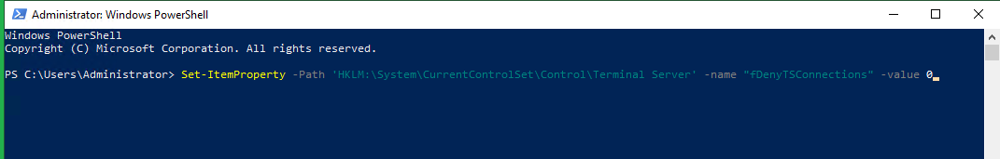 Administrator: Windows PowerShell
Windows PowerShell
Copyright (C) Microsoft Corporation. All rights reserved.
PS C:\Users\Administrator> Set-ItemProperty -Path 'HKLM:\System\CurrentControlSet\Control\Terminal Server' -name "fDenyTSConnections" -value 0